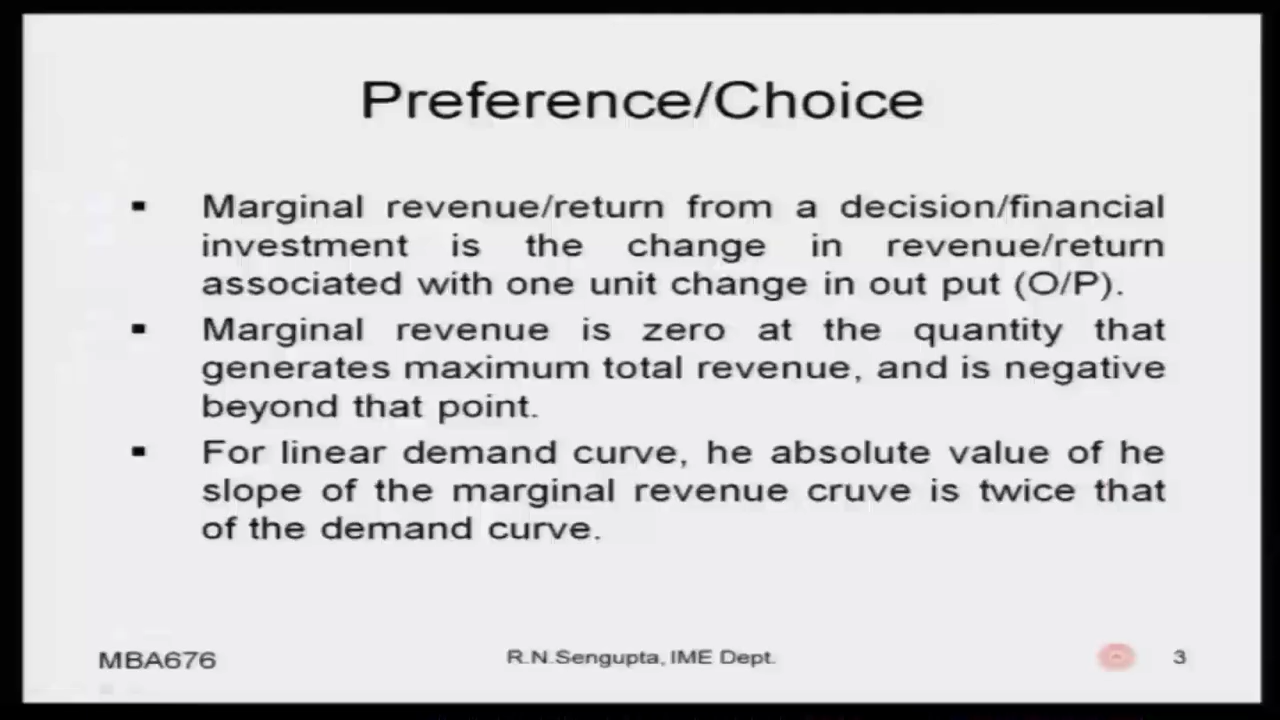 Preference/Choice
▪ Marginal revenue/return from a decision/financial
investment is the change in revenue/return
associated with one unit change in out put (O/P).
▪ Marginal revenue is zero at the quantity that
generates maximum total revenue, and is negative
beyond that point.
▪ For linear demand curve, he absolute value of he
slope of the marginal revenue cruve is twice that
of the demand curve.
MBA676
R.N.Sengupta, IME Dept.
3